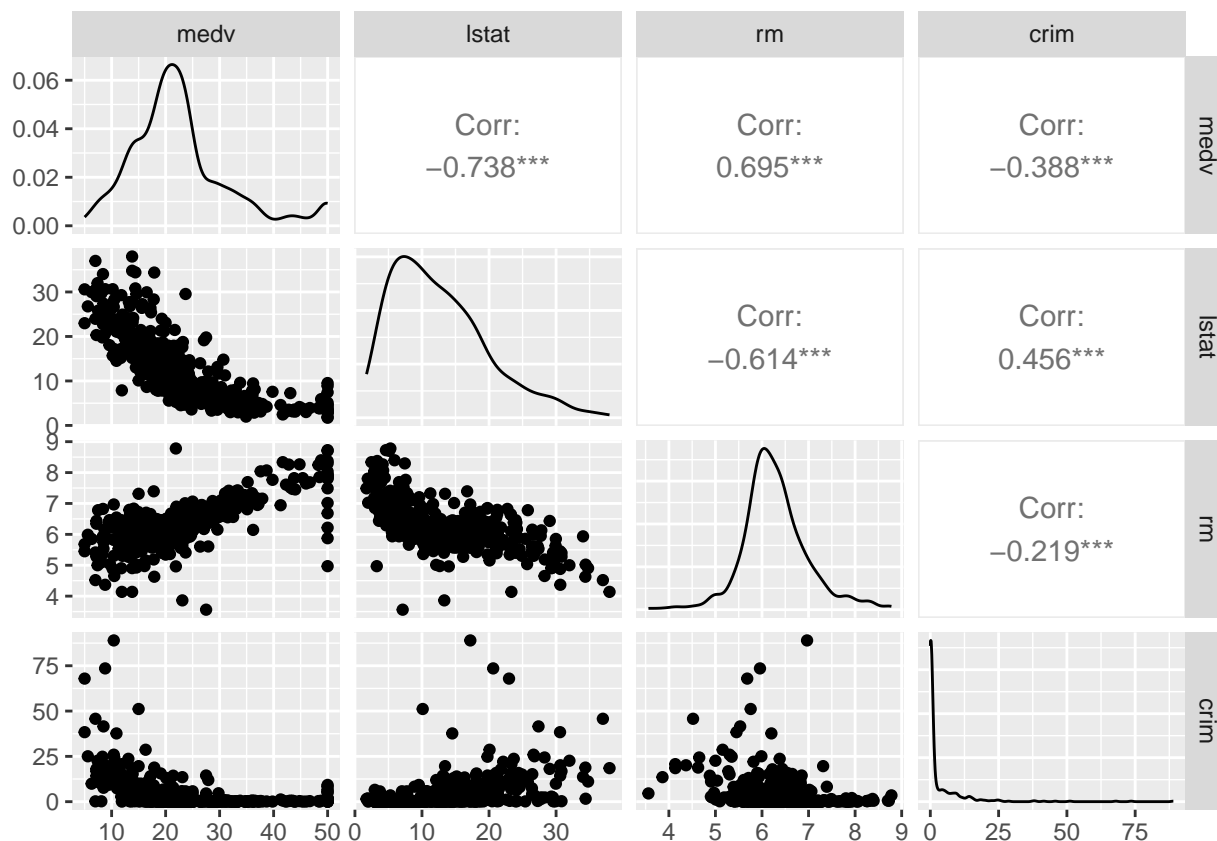 medv lstat rm crim
0.06
0.04
0.02
0.00
Corr:
−0.738***
Corr:
0.695***
Corr:
−0.388***
medv
30
20
10
0
Corr:
−0.614***
Corr:
0.456***
lstat
9
8
7
6
5
4
Corr:
−0.219***
rm
75
50
25
0
crim
10 20 30 40 50 0 10 20 30 4 5 6 7 8 9 0 25 50 75